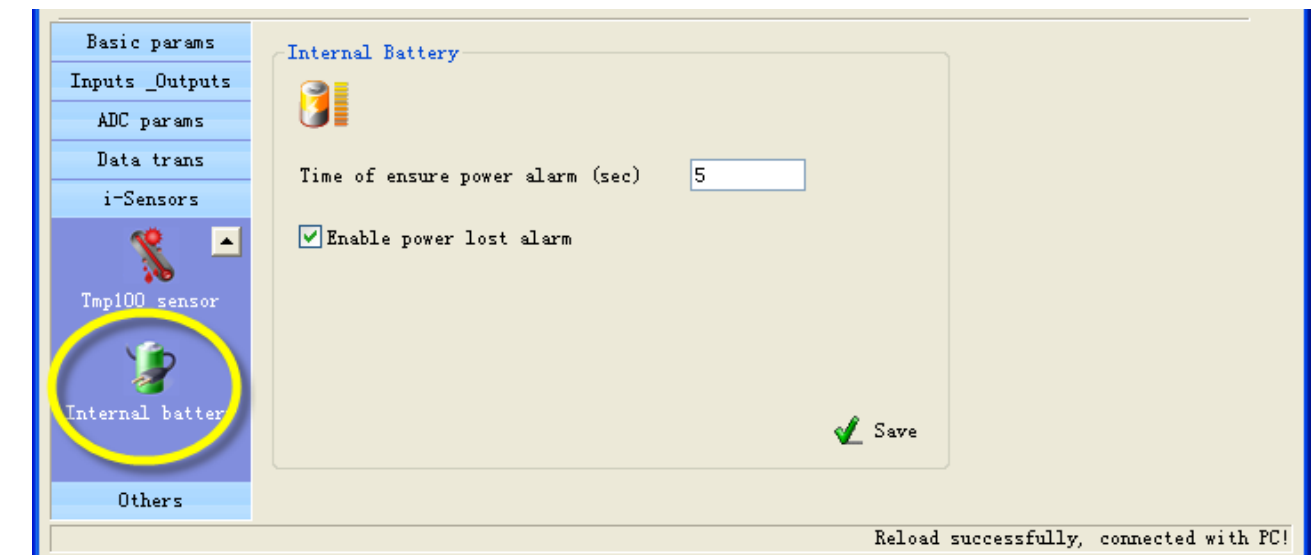 Basic params
Inputs _Outputs
ADC params
Data trans
i-Sensors
Tmp100 sensor
Internal batter
Others
Internal Battery
Time of ensure power alarm (sec) 5
Enable power lost alarm
Save
Reload successfully, connected with PC!